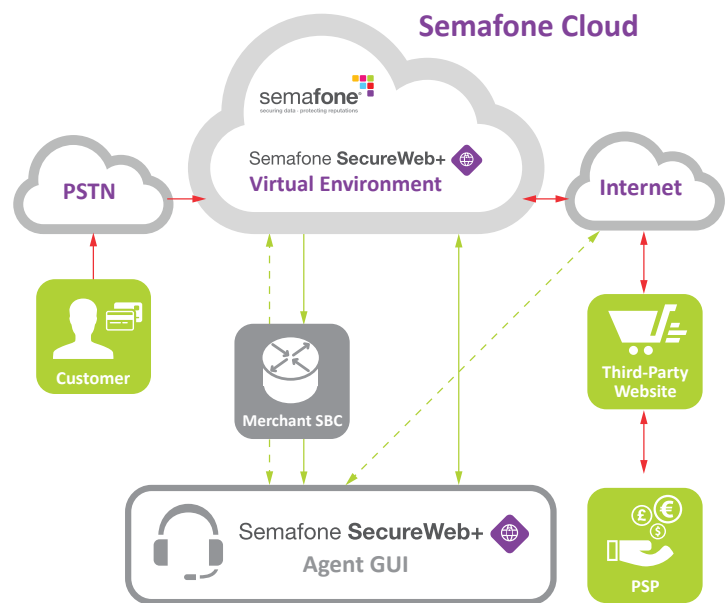 Semafone Cloud
semafone®
securing data - protecting reputations
Semafone SecureWeb+
Virtual Environment
PSTN
Internet
Customer
Merchant SBC
Third-Party
Website
Semafone SecureWeb+
Agent GUI
£
€
$
PSP